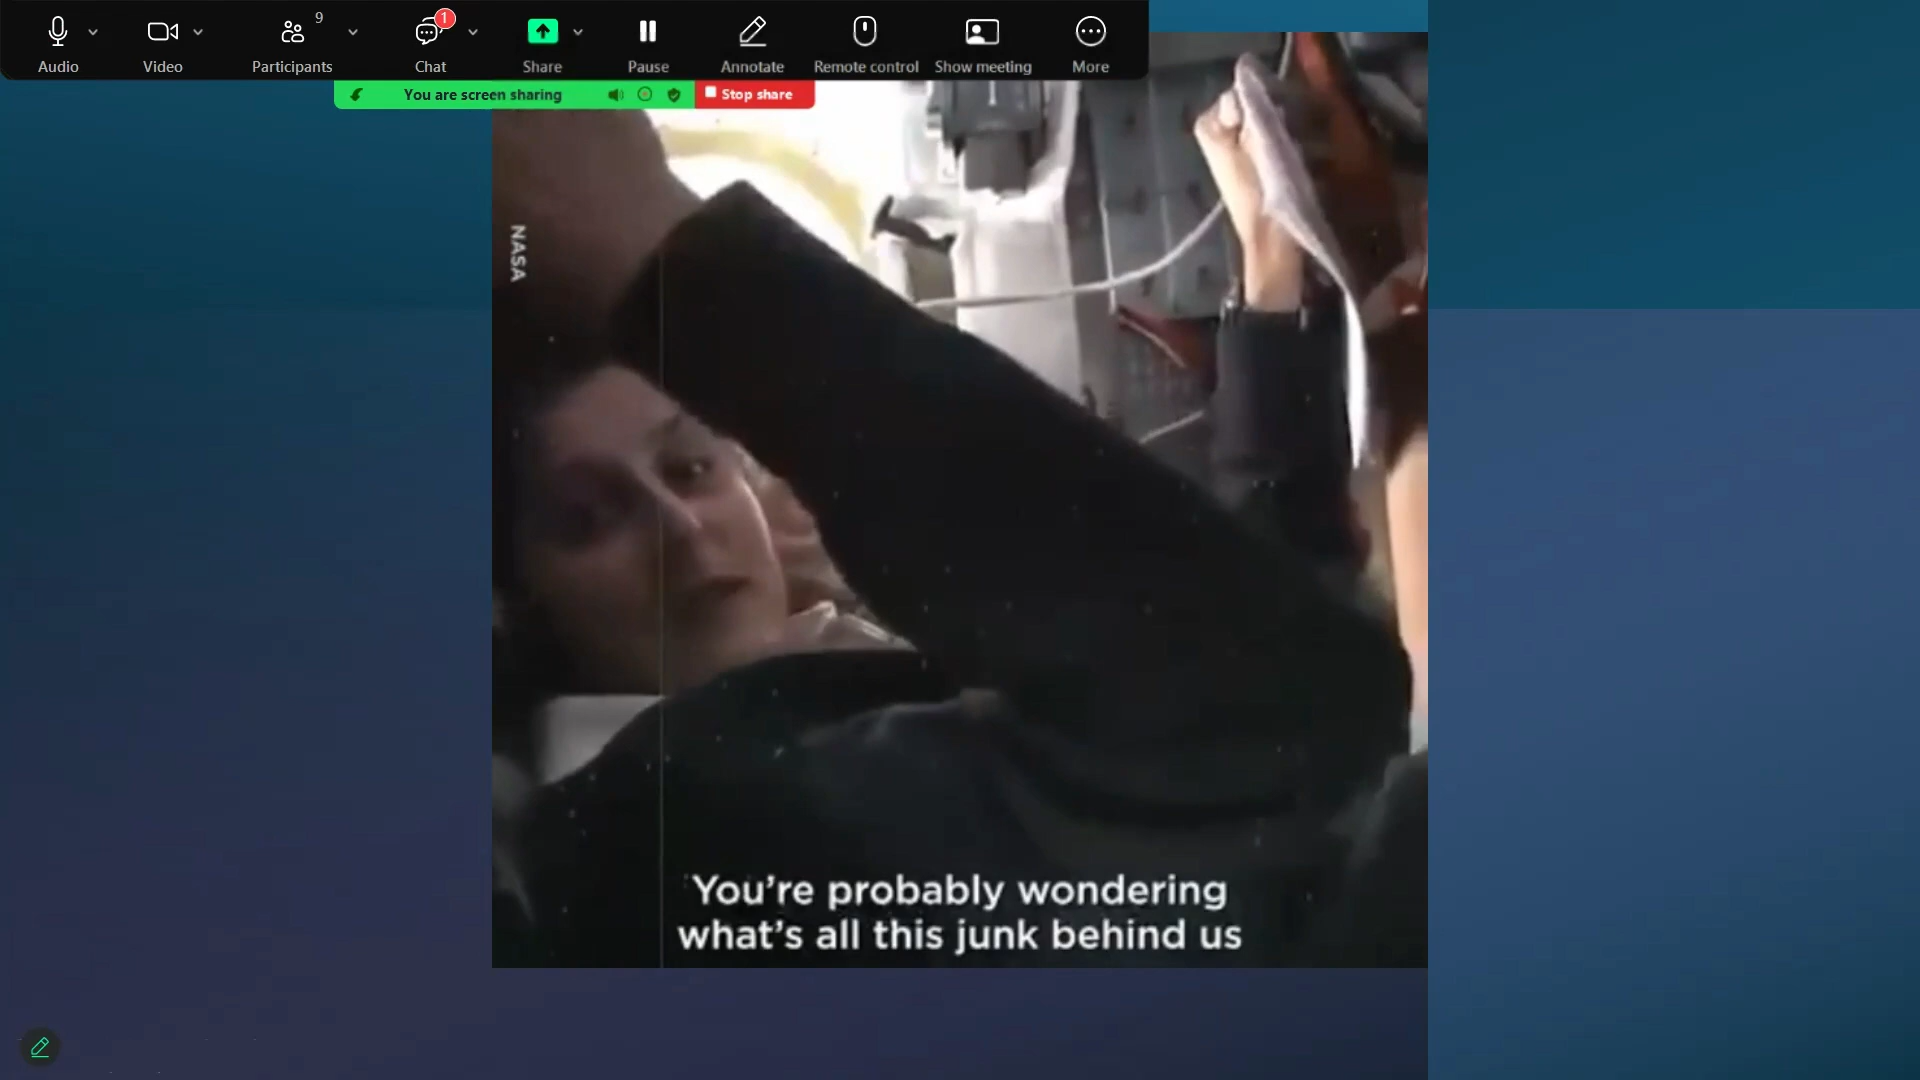 9
1
Audio
Video
Participants
Chat
Share
Pause
Annotate
Remote control
Show meeting
More
You are screen sharing
Stop share
NASA
You're probably wondering
what's all this junk behind us